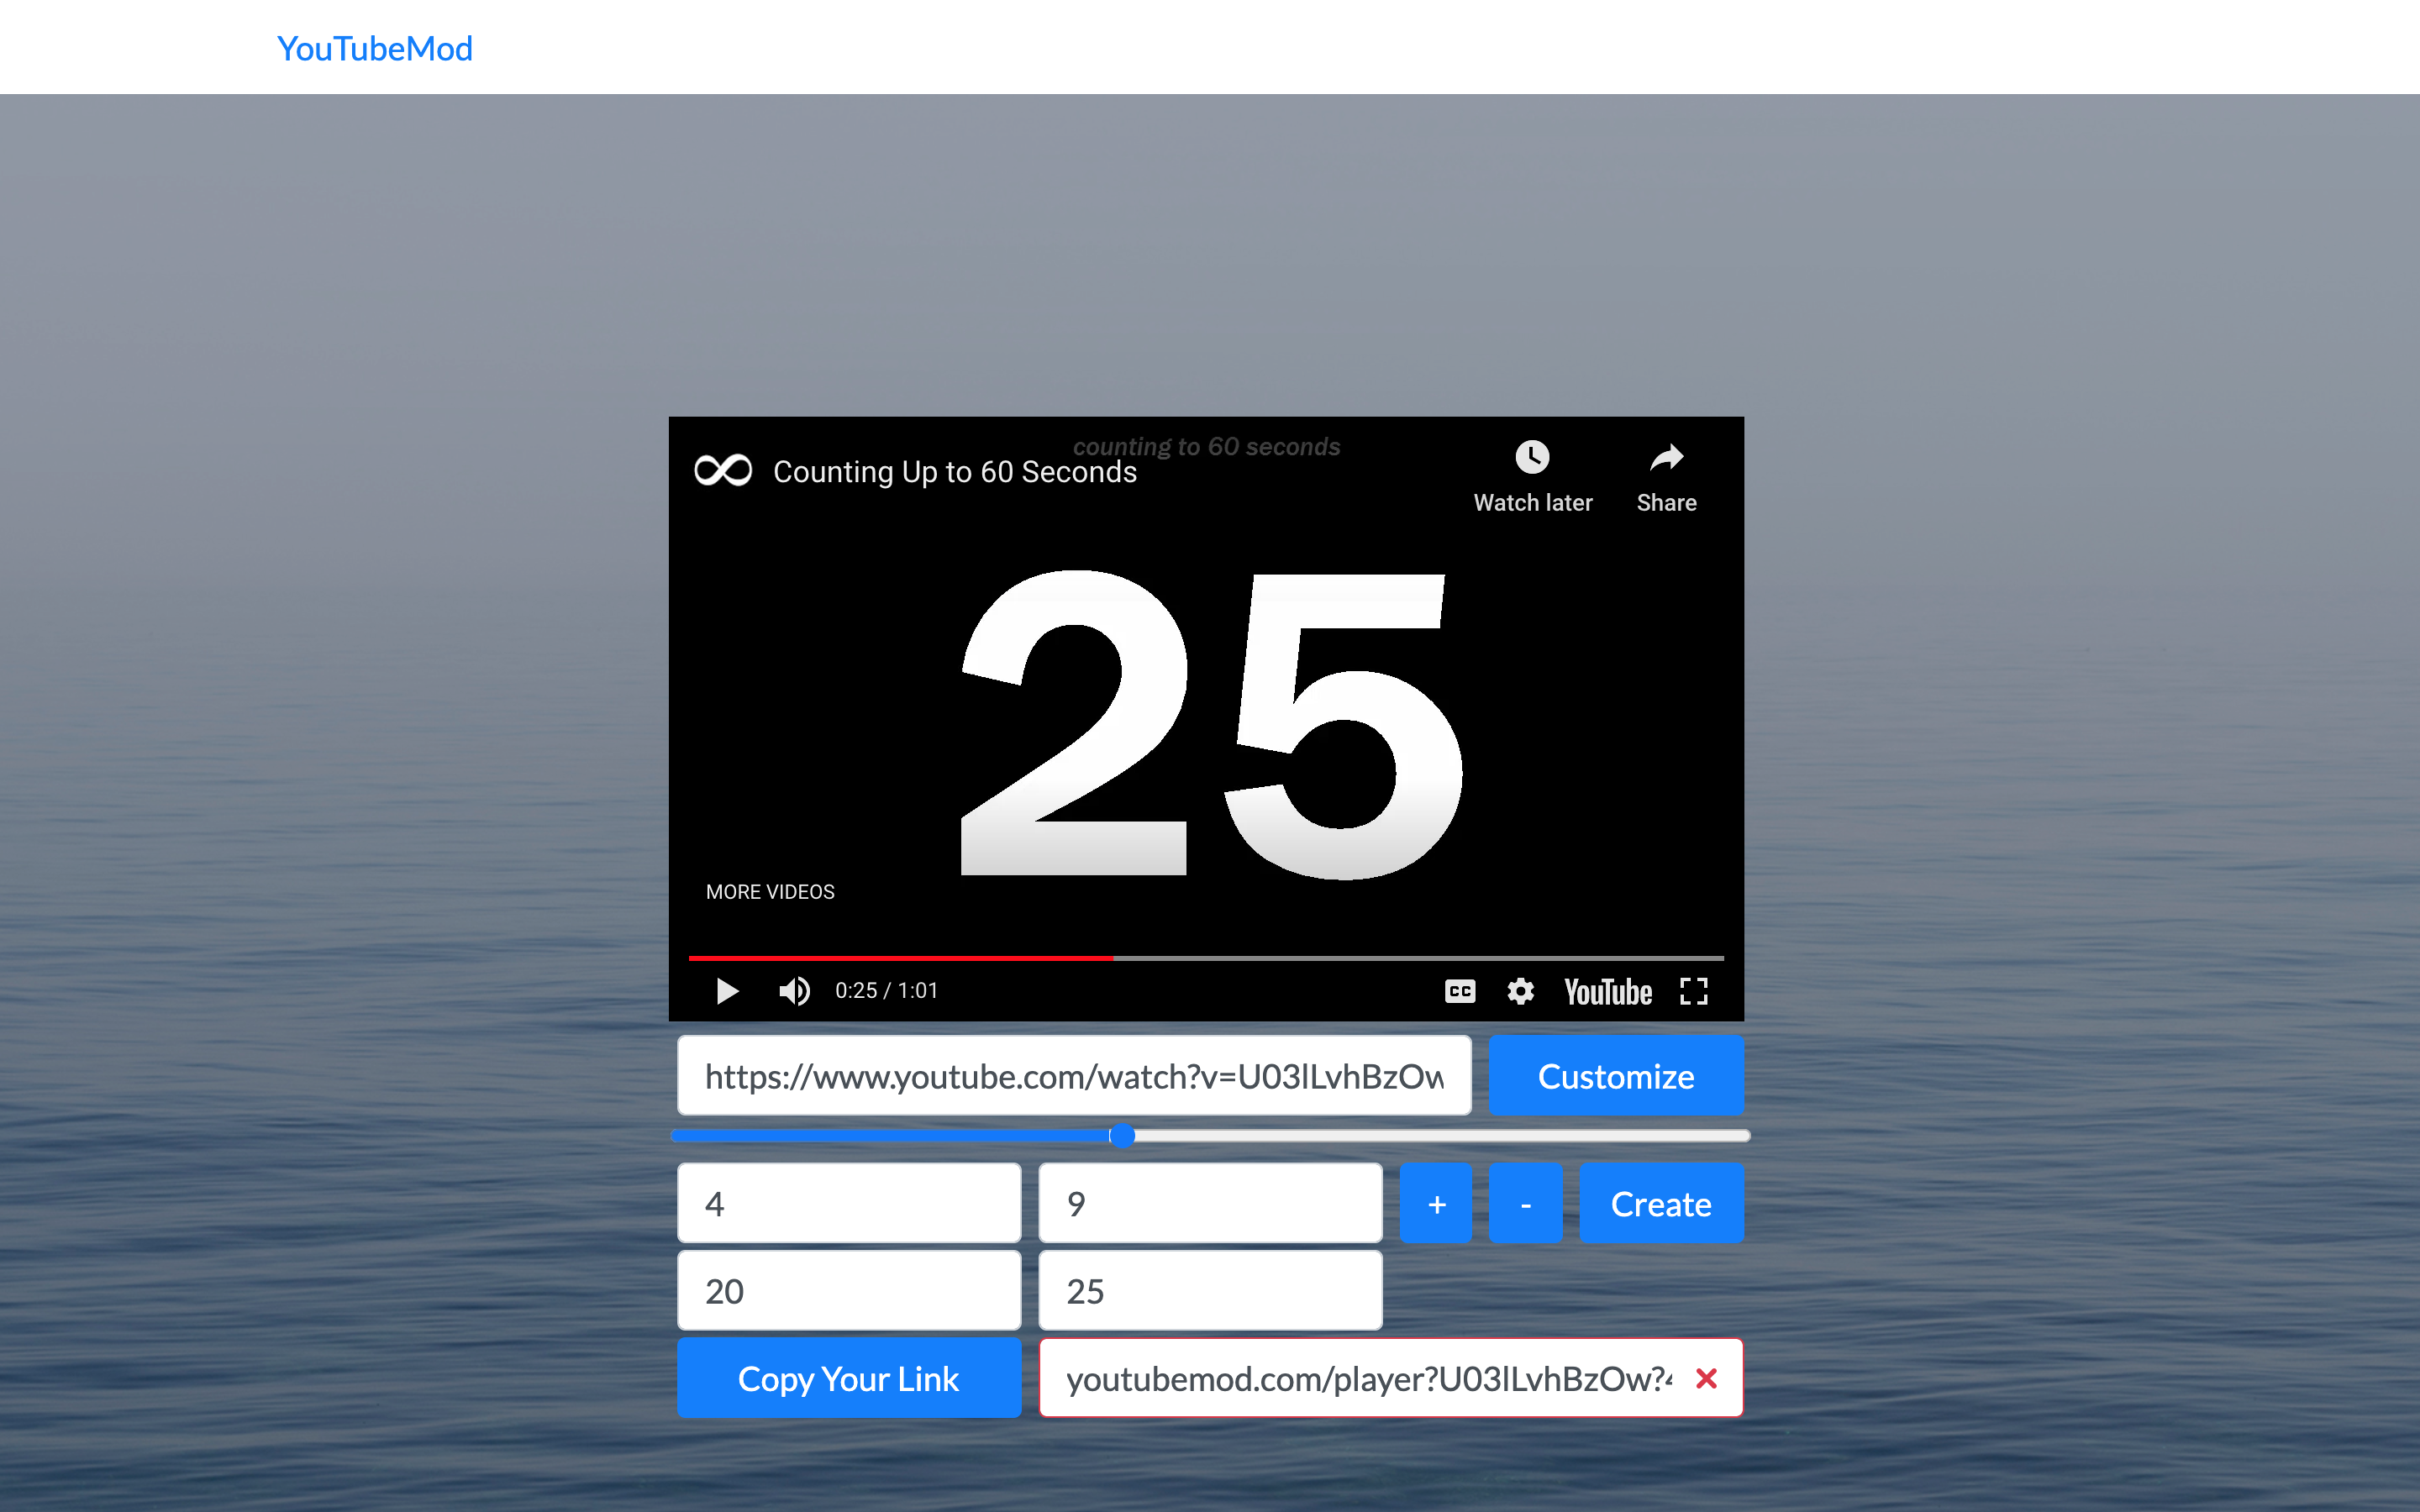 YouTubeMod
counting to 60 seconds
Counting Up to 60 Seconds
Watch later
Share
25
MORE VIDEOS
0:25 / 1:01
CC
YouTube
https://www.youtube.com/watch?v=U03lLvhBzOw
Customize
4
9
+
-
Create
20
25
Copy Your Link
youtubemod.com/player?U03lLvhBzOw?